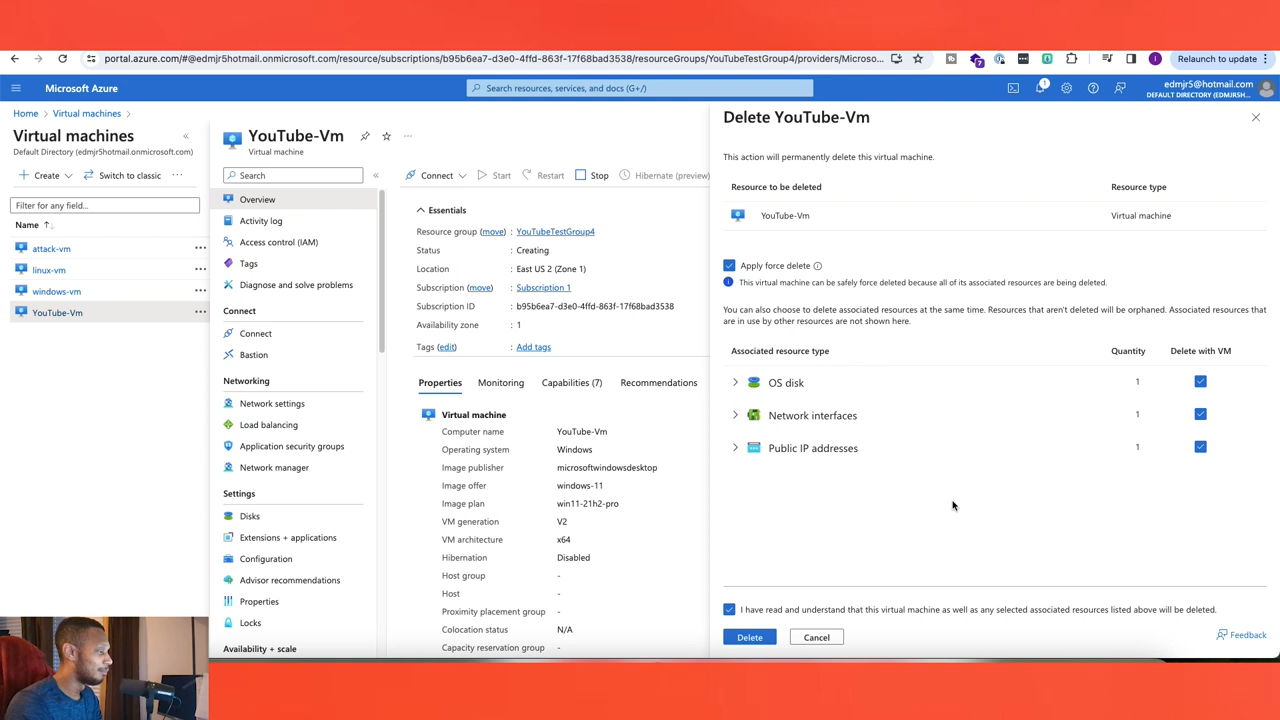 portal.azure.com/#@edmjr5hotmail.onmicrosoft.com/resource/subscriptions/b95b6ea7-d3e0-4ffd-863f-17f68bad3538/resourceGroups/YouTubeTestGroup4/providers/Microso...
Relaunch to update
Microsoft Azure
Search resources, services, and docs (G+/)
1
edmjr5@hotmail.com
DEFAULT DIRECTORY (EDMJRSH...
Home > Virtual machines >
Virtual machines
Default Directory (edmjr5hotmail.onmicrosoft.com)
Create
Switch to classic
Filter for any field...
Name
attack-vm
linux-vm
windows-vm
YouTube-Vm
YouTube-Vm
Virtual machine
Search
Overview
Activity log
Access control (IAM)
Tags
Diagnose and solve problems
Connect
Connect
Bastion
Networking
Network settings
Load balancing
Application security groups
Network manager
Settings
Disks
Extensions + applications
Configuration
Advisor recommendations
Properties
Locks
Availability + scale
Connect Start Restart Stop Hibernate (preview)
Essentials
Resource group (move) : YouTubeTestGroup4
Status : Creating
Location : East US 2 (Zone 1)
Subscription (move) : Subscription 1
Subscription ID : b95b6ea7-d3e0-4ffd-863f-17f68bad3538
Availability zone : 1
Tags (edit) : Add tags
Properties Monitoring Capabilities (7) Recommendations
Virtual machine
Computer name YouTube-Vm
Operating system Windows
Image publisher microsoftwindowsdesktop
Image offer windows-11
Image plan win11-21h2-pro
VM generation V2
VM architecture x64
Hibernation Disabled
Host group -
Host -
Proximity placement group -
Colocation status N/A
Capacity reservation group -
Delete YouTube-Vm
This action will permanently delete this virtual machine.
Resource to be deleted Resource type
YouTube-Vm Virtual machine
Apply force delete
This virtual machine can be safely force deleted because all of its associated resources are being deleted.
You can also choose to delete associated resources at the same time. Resources that aren't deleted will be orphaned. Associated resources that
are in use by other resources are not shown here.
Associated resource type Quantity Delete with VM
OS disk 1
Network interfaces 1
Public IP addresses 1
I have read and understand that this virtual machine as well as any selected associated resources listed above will be deleted.
Delete Cancel
Feedback